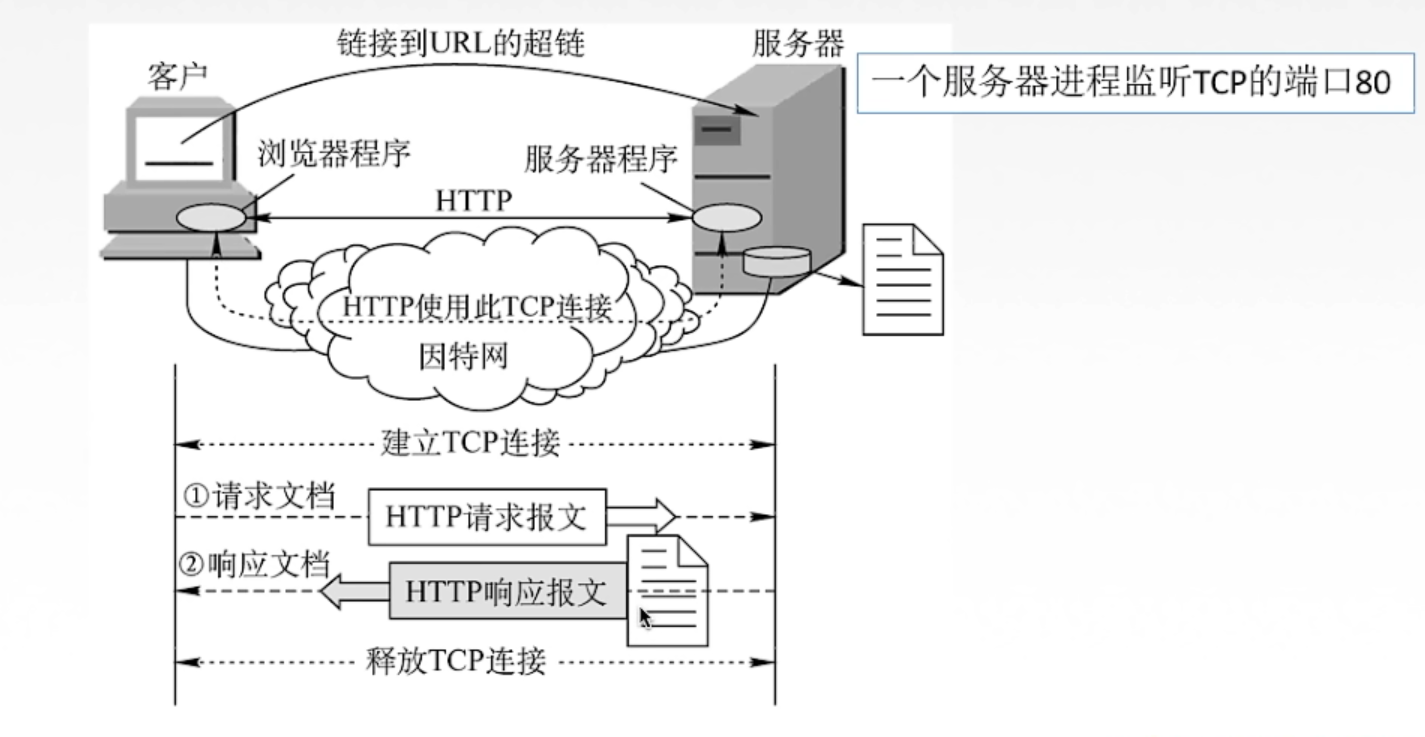 链接到URL的超链
服务器
客户
一个服务器进程监听TCP的端口80
浏览器程序
服务器程序
HTTP
HTTP使用此TCP连接
因特网
建立TCP连接
①请求文档
HTTP请求报文
②响应文档
HTTP响应报文
释放TCP连接